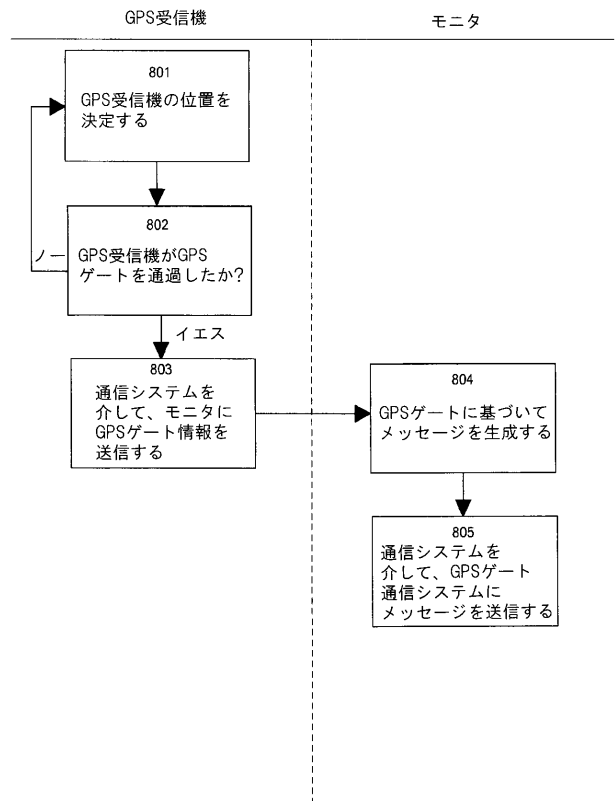 GPS受信機
モニタ
801
GPS受信機の位置を
決定する
802
ノー
GPS受信機がGPS
ゲートを通過したか?
イエス
803
通信システムを
介して、モニタに
GPSゲート情報を
送信する
804
GPSゲートに基づいて
メッセージを生成する
805
通信システムを
介して、GPSゲート
通信システムに
メッセージを送信する